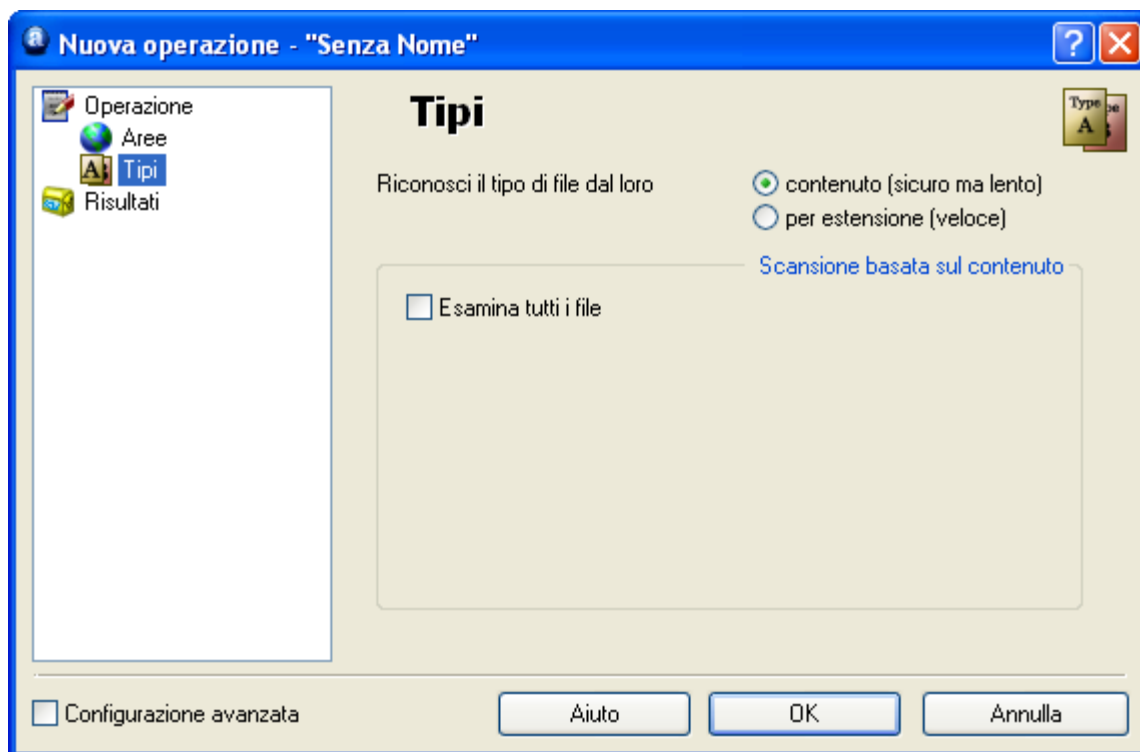 Nuova operazione - "Senza Nome"
Operazione
Aree
Tipi
Risultati
Tipi
Type
A
Riconosci il tipo di file dal loro
contenuto (sicuro ma lento)
per estensione (veloce)
Scansione basata sul contenuto
Esamina tutti i file
Configurazione avanzata
Aiuto
OK
Annulla